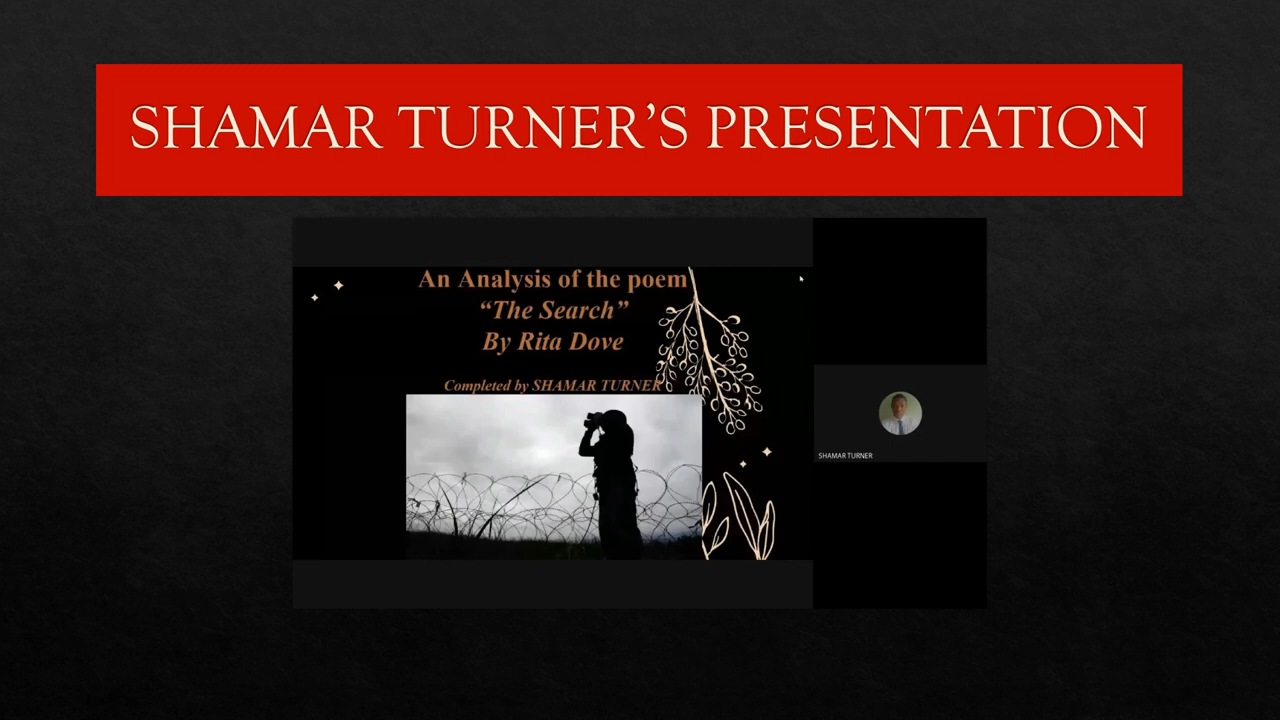 SHAMAR TURNER’S PRESENTATION
An Analysis of the poem
“The Search”
By Rita Dove
Completed by SHAMAR TURNER
SHAMAR TURNER